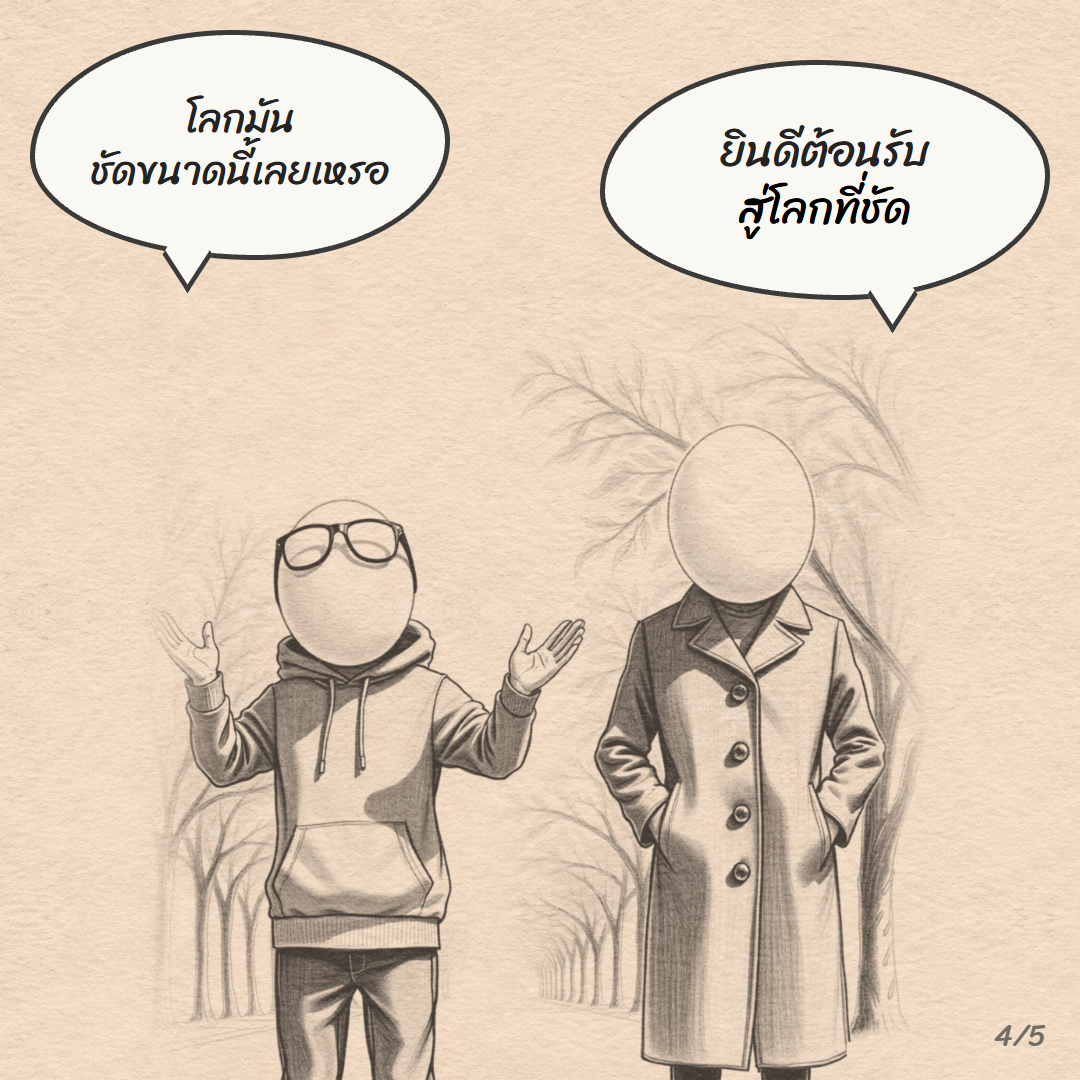 โลกมัน
ชัดขนาดนี้เลยเหรอ
ยินดีต้อนรับ
สู่โลกที่ชัด
4/5